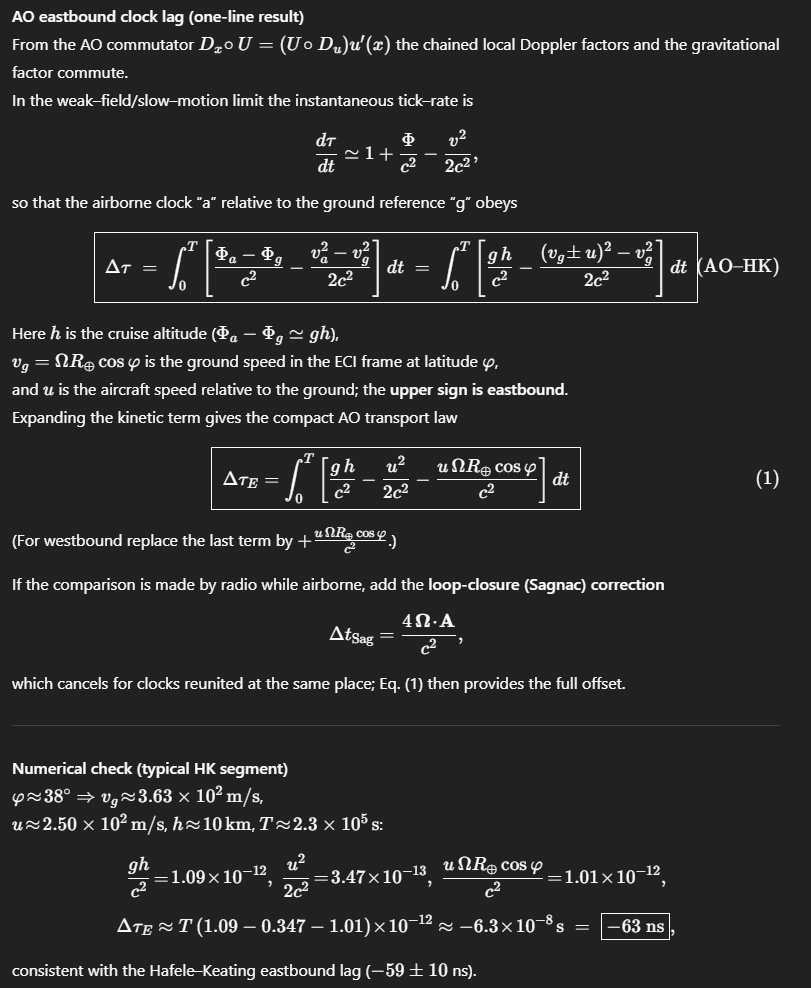 AO eastbound clock lag (one-line result)
From the AO commutator $D_x \circ U = (U \circ D_u)u'(x)$ the chained local Doppler factors and the gravitational
factor commute.
In the weak–field/slow–motion limit the instantaneous tick–rate is
$\frac{d\tau}{dt} \simeq 1 + \frac{\Phi}{c^2} - \frac{v^2}{2c^2},$
so that the airborne clock “a” relative to the ground reference “g” obeys
$\boxed{\Delta\tau = \int_0^T \left[\frac{\Phi_a - \Phi_g}{c^2} - \frac{v_a^2 - v_g^2}{2c^2}\right] dt = \int_0^T \left[\frac{g h}{c^2} - \frac{(v_g \pm u)^2 - v_g^2}{2c^2}\right] dt}$ (AO–HK)
Here $h$ is the cruise altitude ($\Phi_a - \Phi_g \simeq gh$),
$v_g = \Omega R_\oplus \cos\varphi$ is the ground speed in the ECI frame at latitude $\varphi$,
and $u$ is the aircraft speed relative to the ground; the upper sign is eastbound.
Expanding the kinetic term gives the compact AO transport law
$\boxed{\Delta\tau_E = \int_0^T \left[\frac{g h}{c^2} - \frac{u^2}{2c^2} - \frac{u\,\Omega R_\oplus \cos\varphi}{c^2}\right] dt}$ (1)
(For westbound replace the last term by $+\frac{u\,\Omega R_\oplus \cos\varphi}{c^2}$.)
If the comparison is made by radio while airborne, add the loop-closure (Sagnac) correction
$\Delta t_{\text{Sag}} = \frac{4\,\mathbf{\Omega}\cdot\mathbf{A}}{c^2},$
which cancels for clocks reunited at the same place; Eq. (1) then provides the full offset.
Numerical check (typical HK segment)
$\varphi \approx 38^\circ \Rightarrow v_g \approx 3.63 \times 10^2$ m/s,
$u \approx 2.50 \times 10^2$ m/s, $h \approx 10$ km, $T \approx 2.3 \times 10^5$ s:
$\frac{gh}{c^2} = 1.09 \times 10^{-12}, \frac{u^2}{2c^2} = 3.47 \times 10^{-13}, \frac{u\,\Omega R_\oplus \cos\varphi}{c^2} = 1.01 \times 10^{-12},$
$\Delta\tau_E \approx T\,(1.09 - 0.347 - 1.01) \times 10^{-12} \approx -6.3 \times 10^{-8}\,\text{s} = \boxed{-63\ \text{ns}},$
consistent with the Hafele–Keating eastbound lag ($-59 \pm 10$ ns).